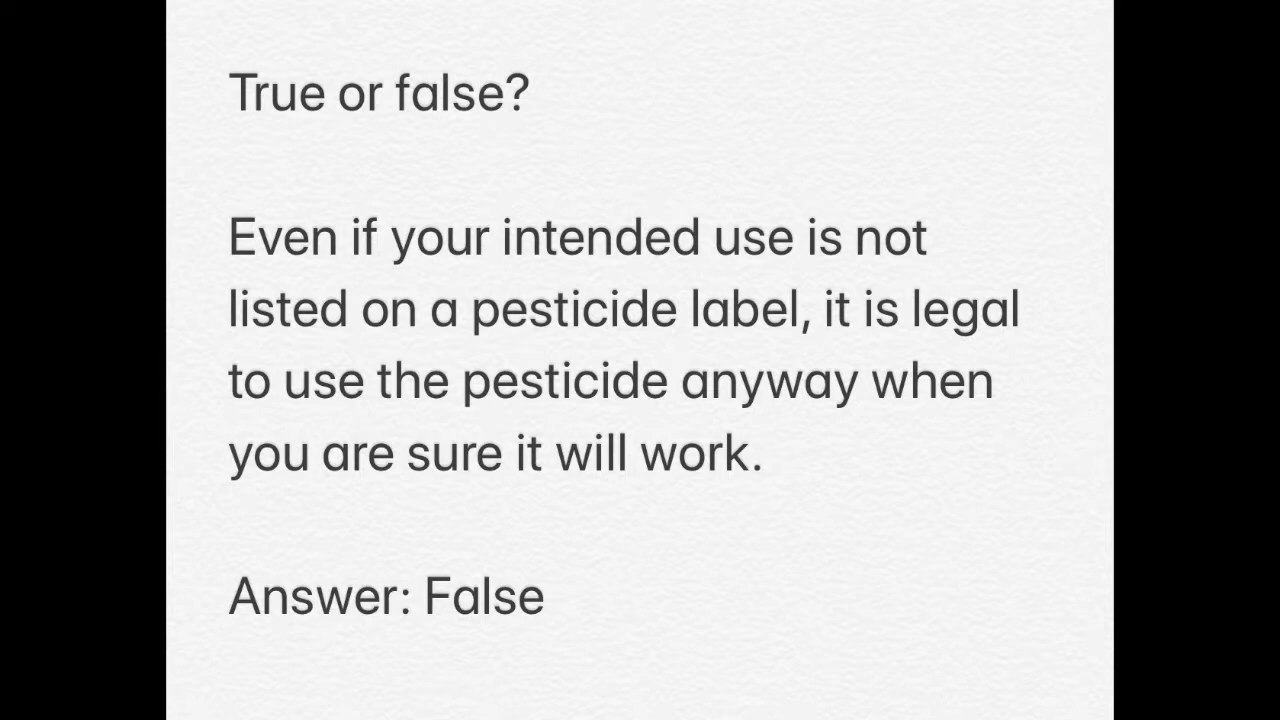 True or false?
Even if your intended use is not
listed on a pesticide label, it is legal
to use the pesticide anyway when
you are sure it will work.
Answer: False